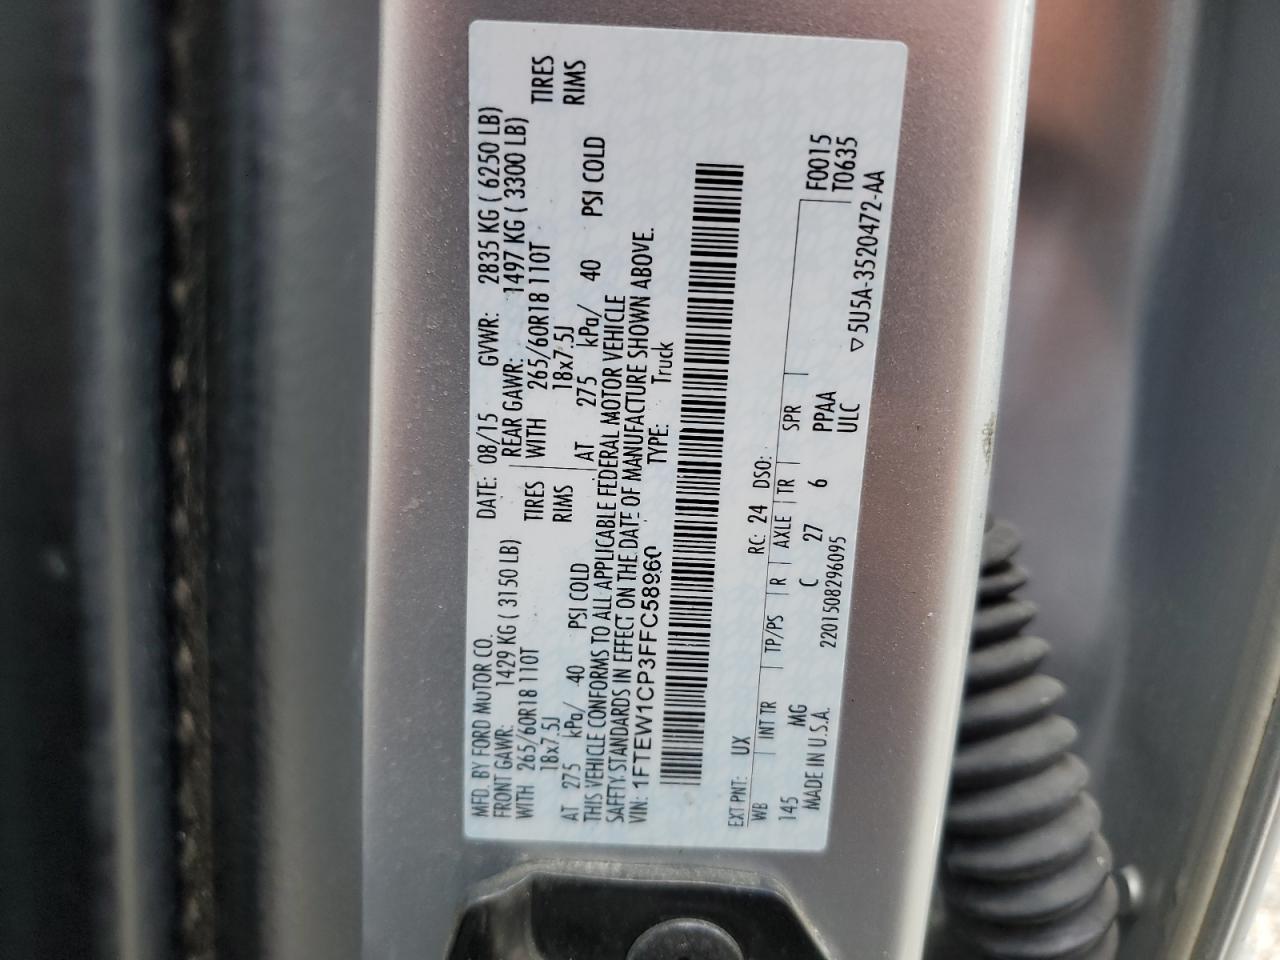 MFD. BY FORD MOTOR CO.
DATE: 08/15 GVWR: 2835 KG ( 6250 LB)
FRONT GAWR: 1429 KG ( 3150 LB) REAR GAWR: 1497 KG ( 3300 LB)
WITH 265/60R18 110T TIRES WITH 265/60R18 110T TIRES
18x7.5J RIMS 18x7.5J RIMS
AT 275 kPa/ 40 PSI COLD AT 275 kPa/ 40 PSI COLD
THIS VEHICLE CONFORMS TO ALL APPLICABLE FEDERAL MOTOR VEHICLE
SAFETY STANDARDS IN EFFECT ON THE DATE OF MANUFACTURE SHOWN ABOVE.
VIN: 1FTEW1CP3FFC58960 TYPE: Truck
EXT PNT: UX RC: 24 DSO: F0015
WB INT TR TP/PS R AXLE TR SPR T0635
145 MG C 27 6 PPAA
MADE IN U.S.A. 2201508296095 ULC ▽ 5U5A-3520472-AA